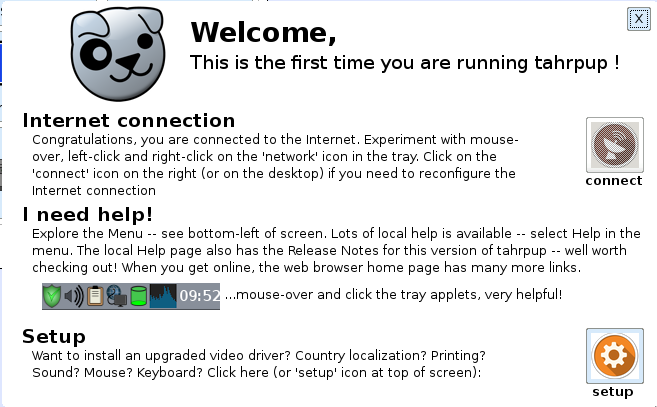 Welcome,
X
This is the first time you are running tahrpup !
Internet connection
Congratulations, you are connected to the Internet. Experiment with mouse-
over, left-click and right-click on the 'network' icon in the tray. Click on the
'connect' icon on the right (or on the desktop) if you need to reconfigure the
Internet connection
connect
I need help!
Explore the Menu -- see bottom-left of screen. Lots of local help is available -- select Help in the
menu. The local Help page also has the Release Notes for this version of tahrpup -- well worth
checking out! When you get online, the web browser home page has many more links.
09:52 ...mouse-over and click the tray applets, very helpful!
Setup
Want to install an upgraded video driver? Country localization? Printing?
Sound? Mouse? Keyboard? Click here (or 'setup' icon at top of screen):
setup